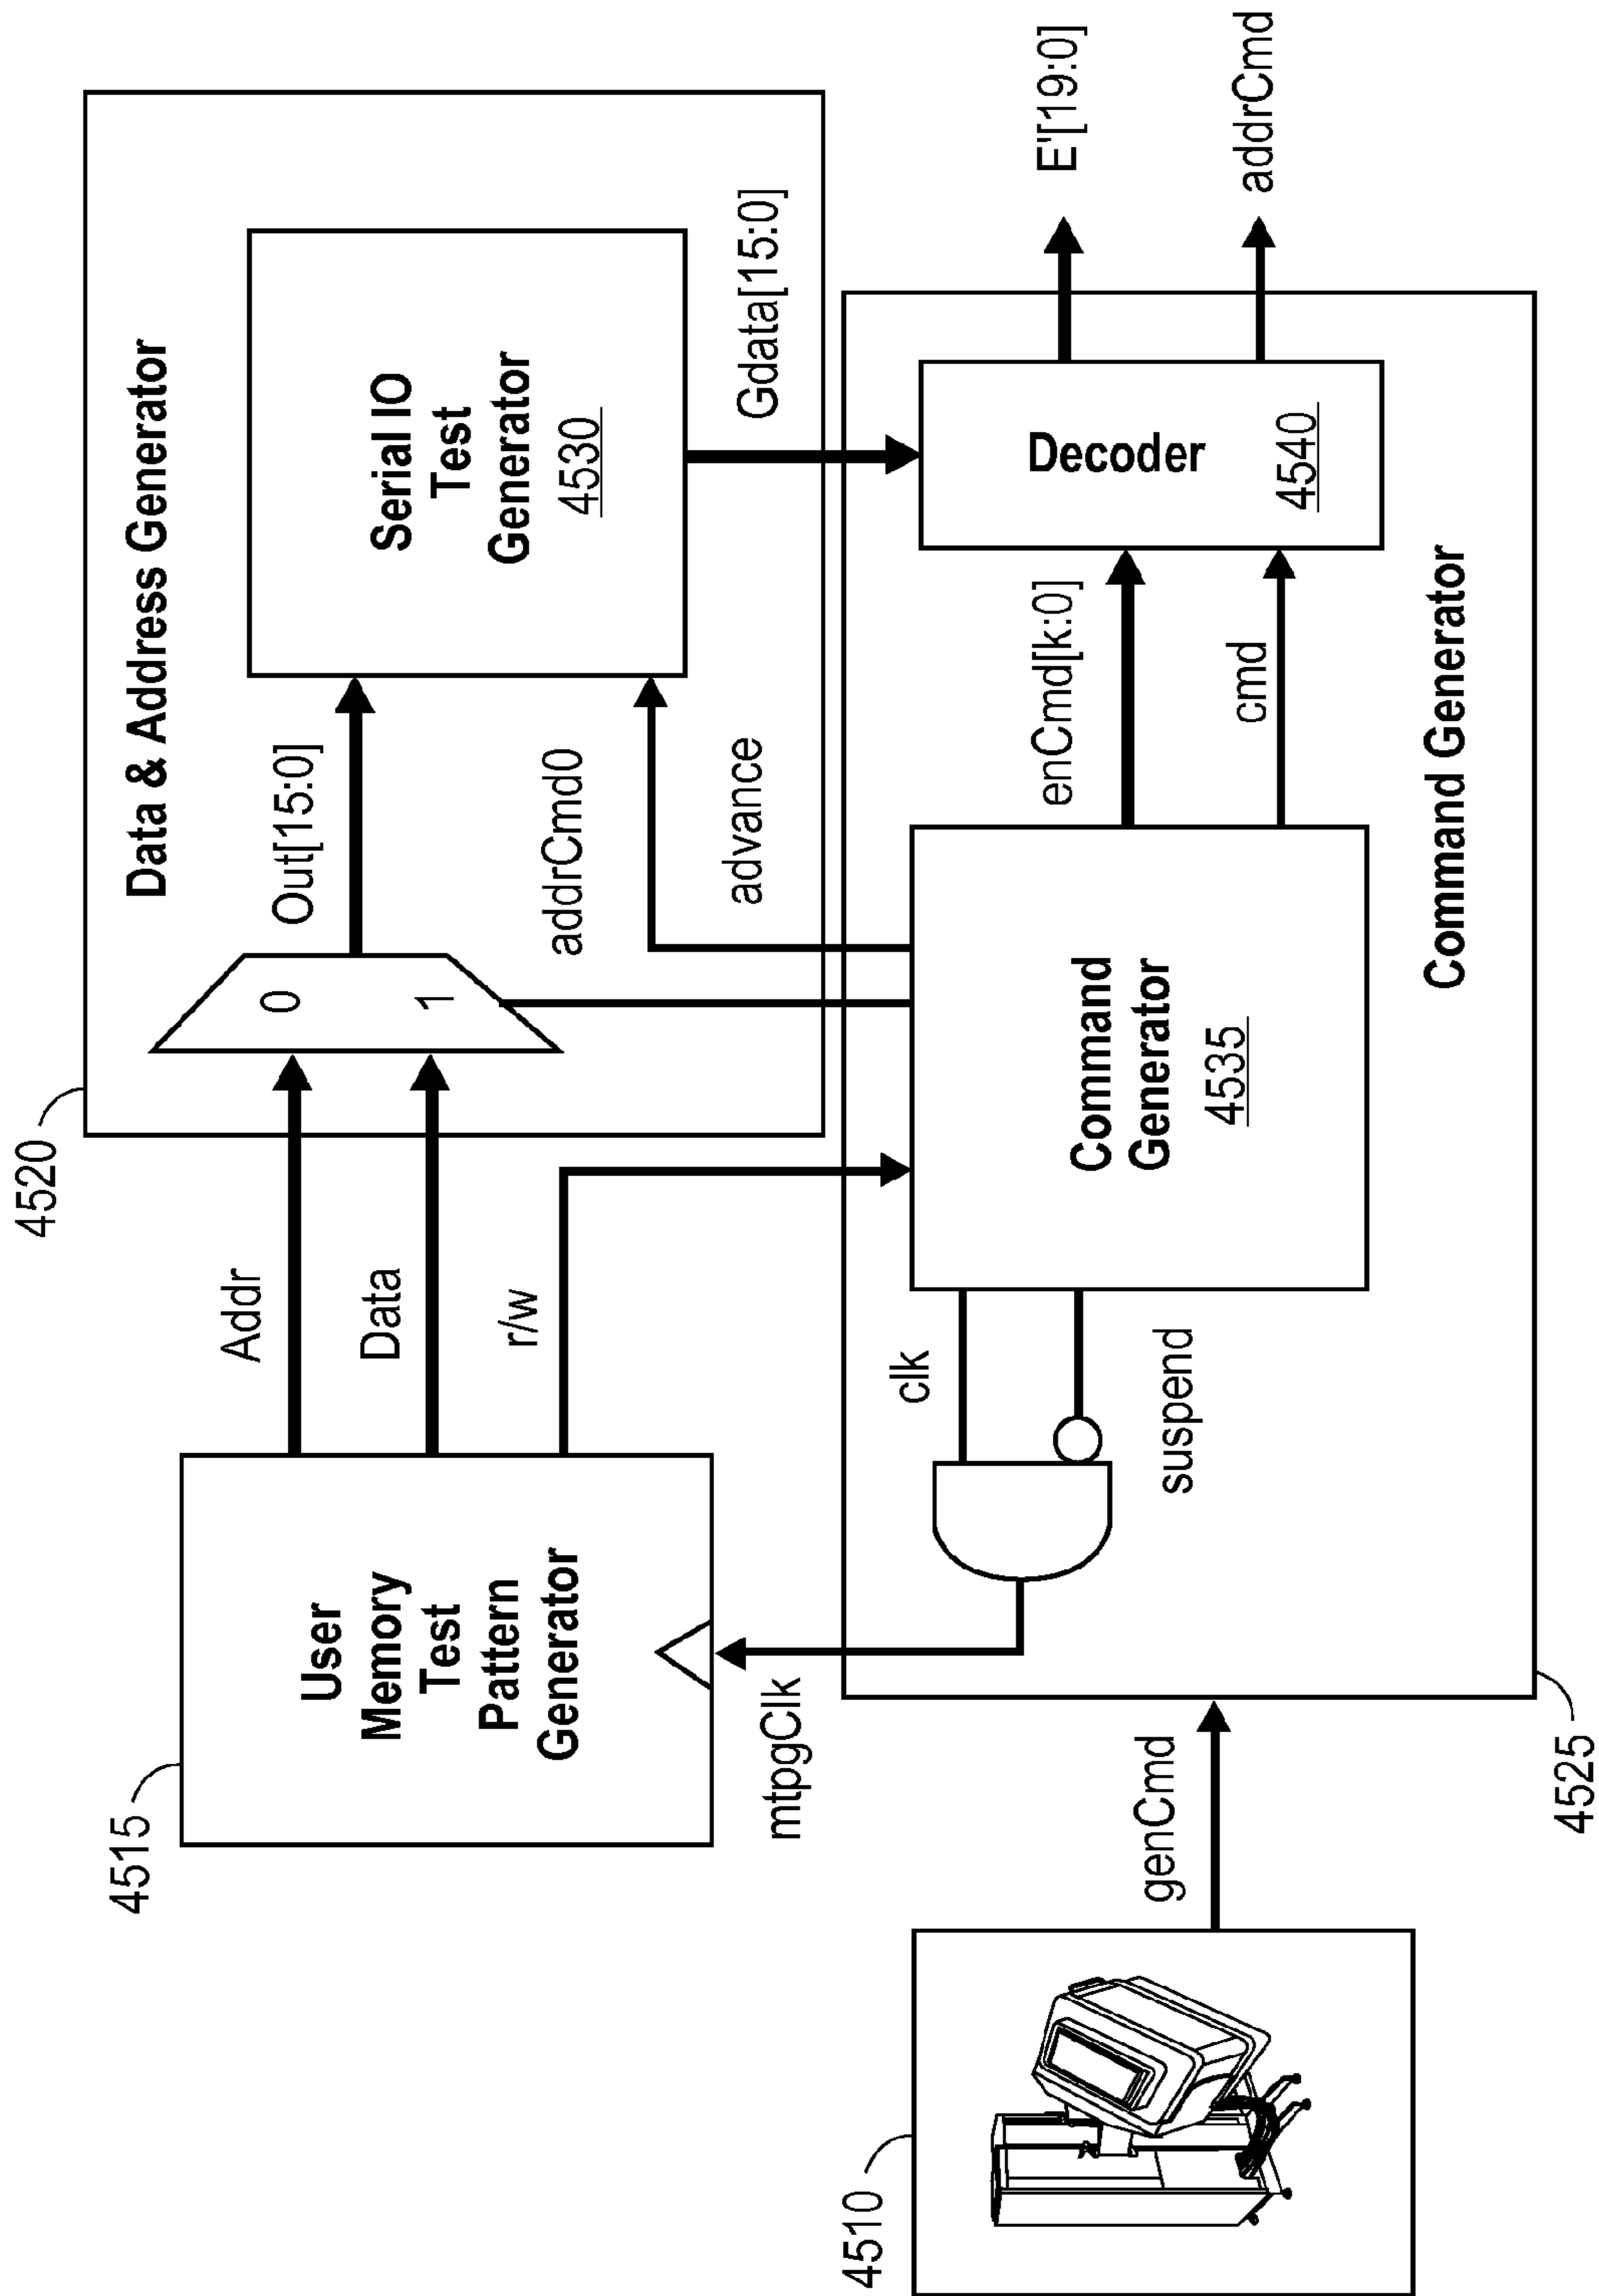 4510
genCmd
4515
User
Memory
Test
Pattern
Generator
mtpgClk
Addr
Data
r/w
4520
Data & Address Generator
0
1
Out[15:0]
addrCmd0
advance
Serial IO
Test
Generator
4530
Gdata[15:0]
4525
clk
suspend
Command
Generator
4535
enCmd[k:0]
cmd
Decoder
4540
Command Generator
E'[19:0]
addrCmd